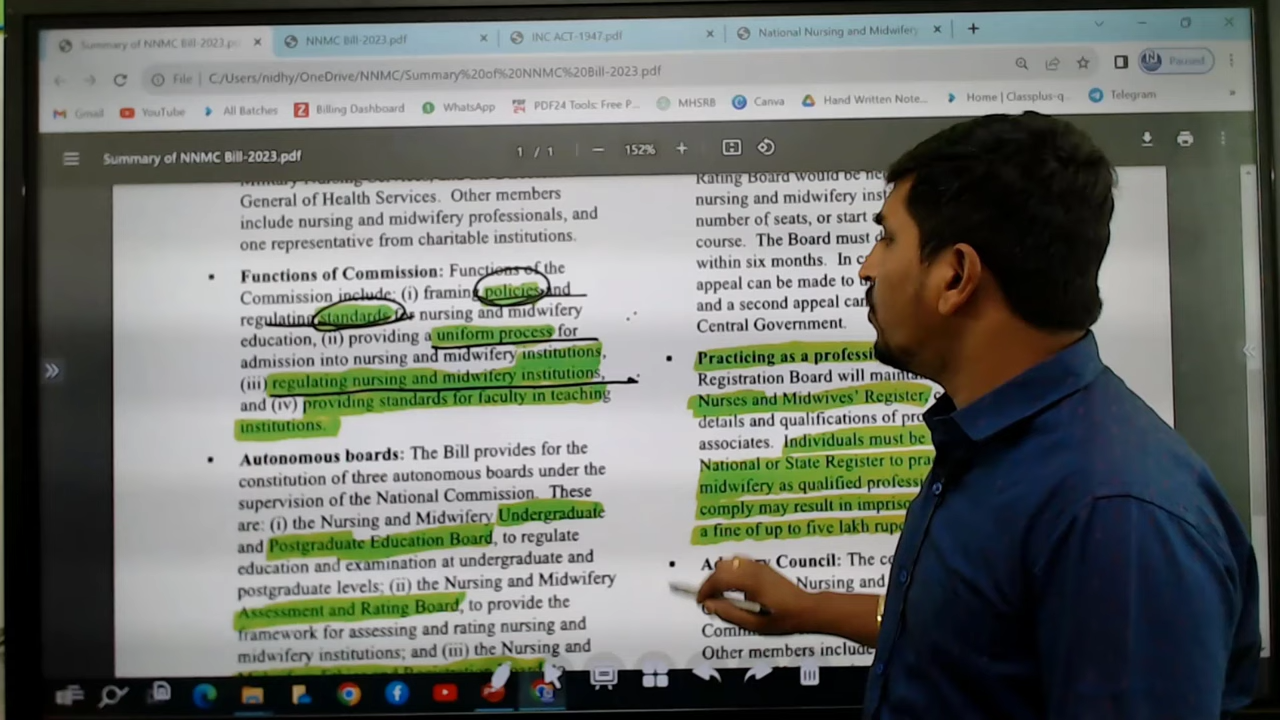 Summary of NNMC Bill-2023.pd
NNMC Bill-2023.pdf
INC ACT-1947.pdf
National Nursing and Midwifery
File
C:/Users/nidhy/OneDrive/NNMC/Summary%20of%20NNMC%20Bill-2023.pdf
Paused
Gmail
YouTube
All Batches
Billing Dashboard
WhatsApp
PDF24 Tools: Free P...
MHSRB
Canva
Hand Written Note...
Home | Classplus-q...
Telegram
Summary of NNMC Bill-2023.pdf
1 / 1
152%
General of Health Services. Other members
include nursing and midwifery professionals, and
one representative from charitable institutions.
Functions of Commission: Functions of the
Commission include: (i) framing policies and
regulating standards for nursing and midwifery
education, (ii) providing a uniform process for
admission into nursing and midwifery institutions,
(iii) regulating nursing and midwifery institutions,
and (iv) providing standards for faculty in teaching
institutions.
Autonomous boards: The Bill provides for the
constitution of three autonomous boards under the
supervision of the National Commission. These
are: (i) the Nursing and Midwifery Undergraduate
and Postgraduate Education Board, to regulate
education and examination at undergraduate and
postgraduate levels; (ii) the Nursing and Midwifery
Assessment and Rating Board, to provide the
framework for assessing and rating nursing and
midwifery institutions; and (iii) the Nursing and
Rating Board would be
nursing and midwifery
number of seats, or start
course. The Board must
within six months. In
appeal can be made to
and a second appeal
Central Government.
Practicing as a
Registration Board will
Nurses and Midwives' Register,
details and qualifications of
associates. Individuals must be
National or State Register to
midwifery as qualified
comply may result in
a fine of up to five lakh
Council: The
Nursing and
Other members include